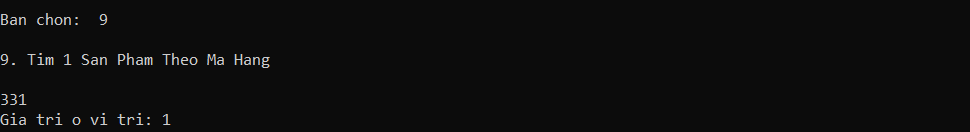 Ban chon:  9
9. Tim 1 San Pham Theo Ma Hang
331
Gia tri o vi tri: 1